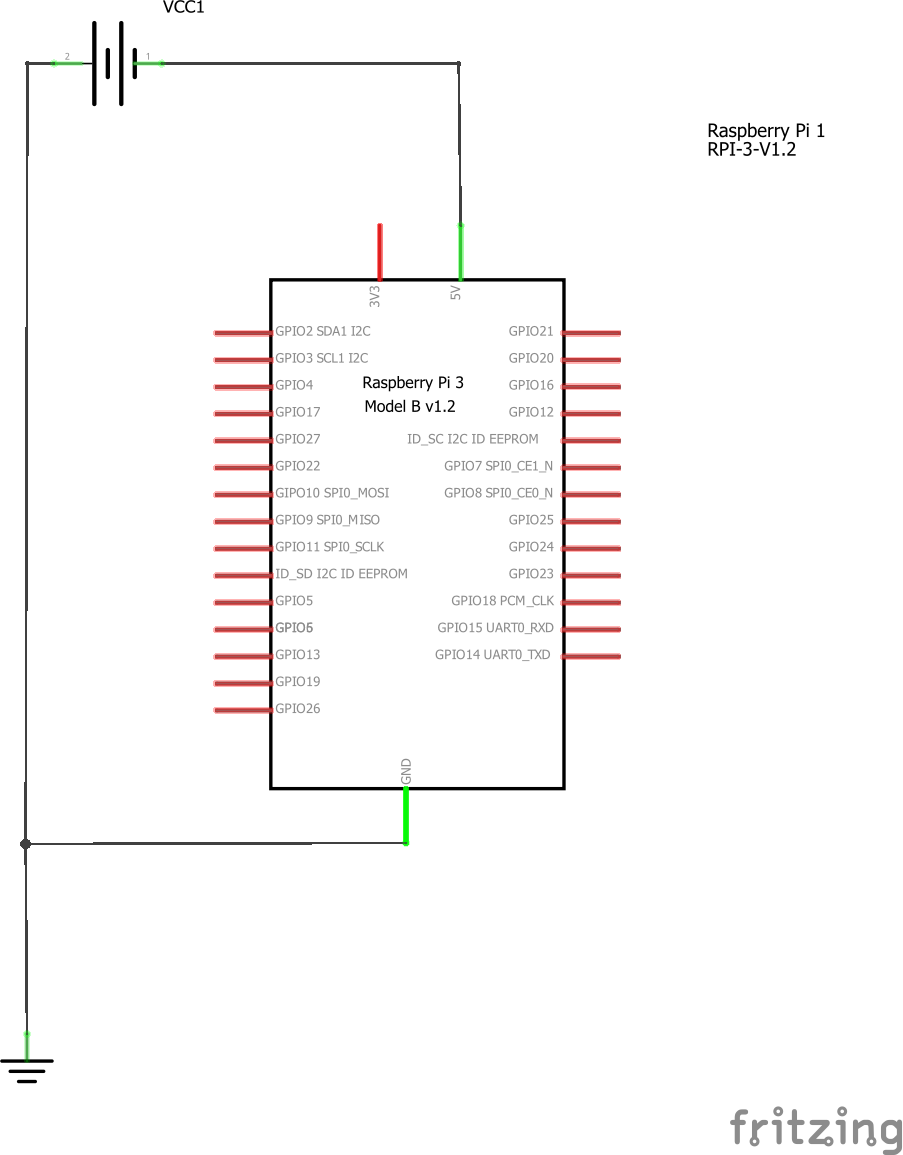 VCC1
2
1
Raspberry Pi 1
RPI-3-V1.2
3V3
5V
GPIO2 SDA1 I2C
GPIO21
GPIO3 SCL1 I2C
GPIO20
GPIO4
Raspberry Pi 3
GPIO16
Model B v1.2
GPIO17
GPIO12
GPIO27
ID_SC I2C ID EEPROM
GPIO22
GPIO7 SPI0_CE1_N
GIPO10 SPI0_MOSI
GPIO8 SPI0_CE0_N
GPIO9 SPI0_MISO
GPIO25
GPIO11 SPI0_SCLK
GPIO24
ID_SD I2C ID EEPROM
GPIO23
GPIO5
GPIO18 PCM_CLK
GPIO6
GPIO15 UART0_RXD
GPIO13
GPIO14 UART0_TXD
GPIO19
GPIO26
GND
fritzing